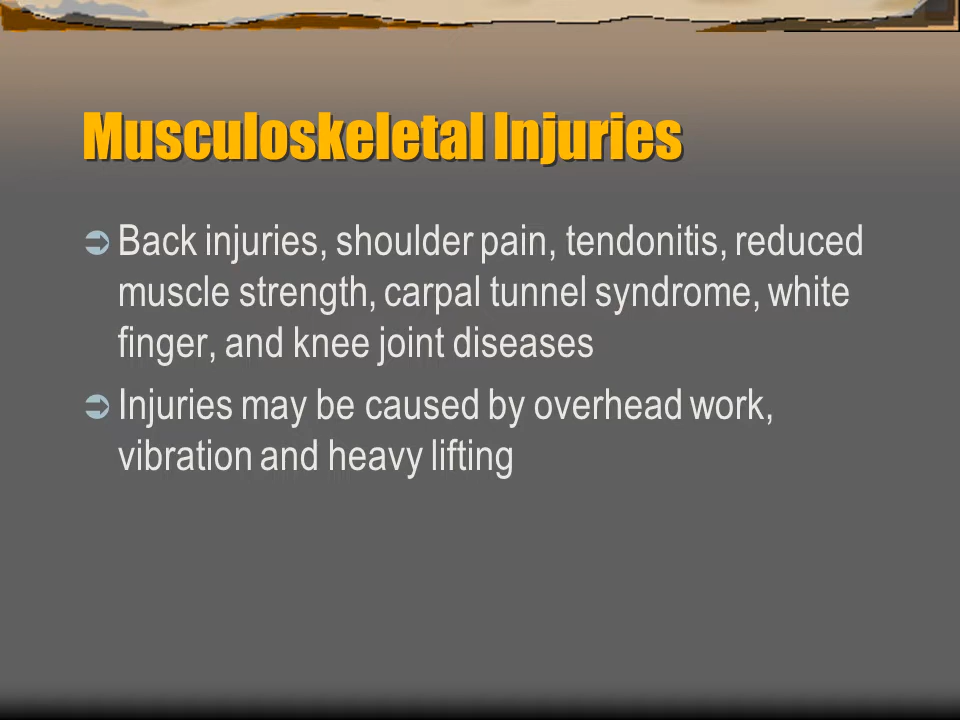 Musculoskeletal Injuries
Back injuries, shoulder pain, tendonitis, reduced
muscle strength, carpal tunnel syndrome, white
finger, and knee joint diseases
Injuries may be caused by overhead work,
vibration and heavy lifting